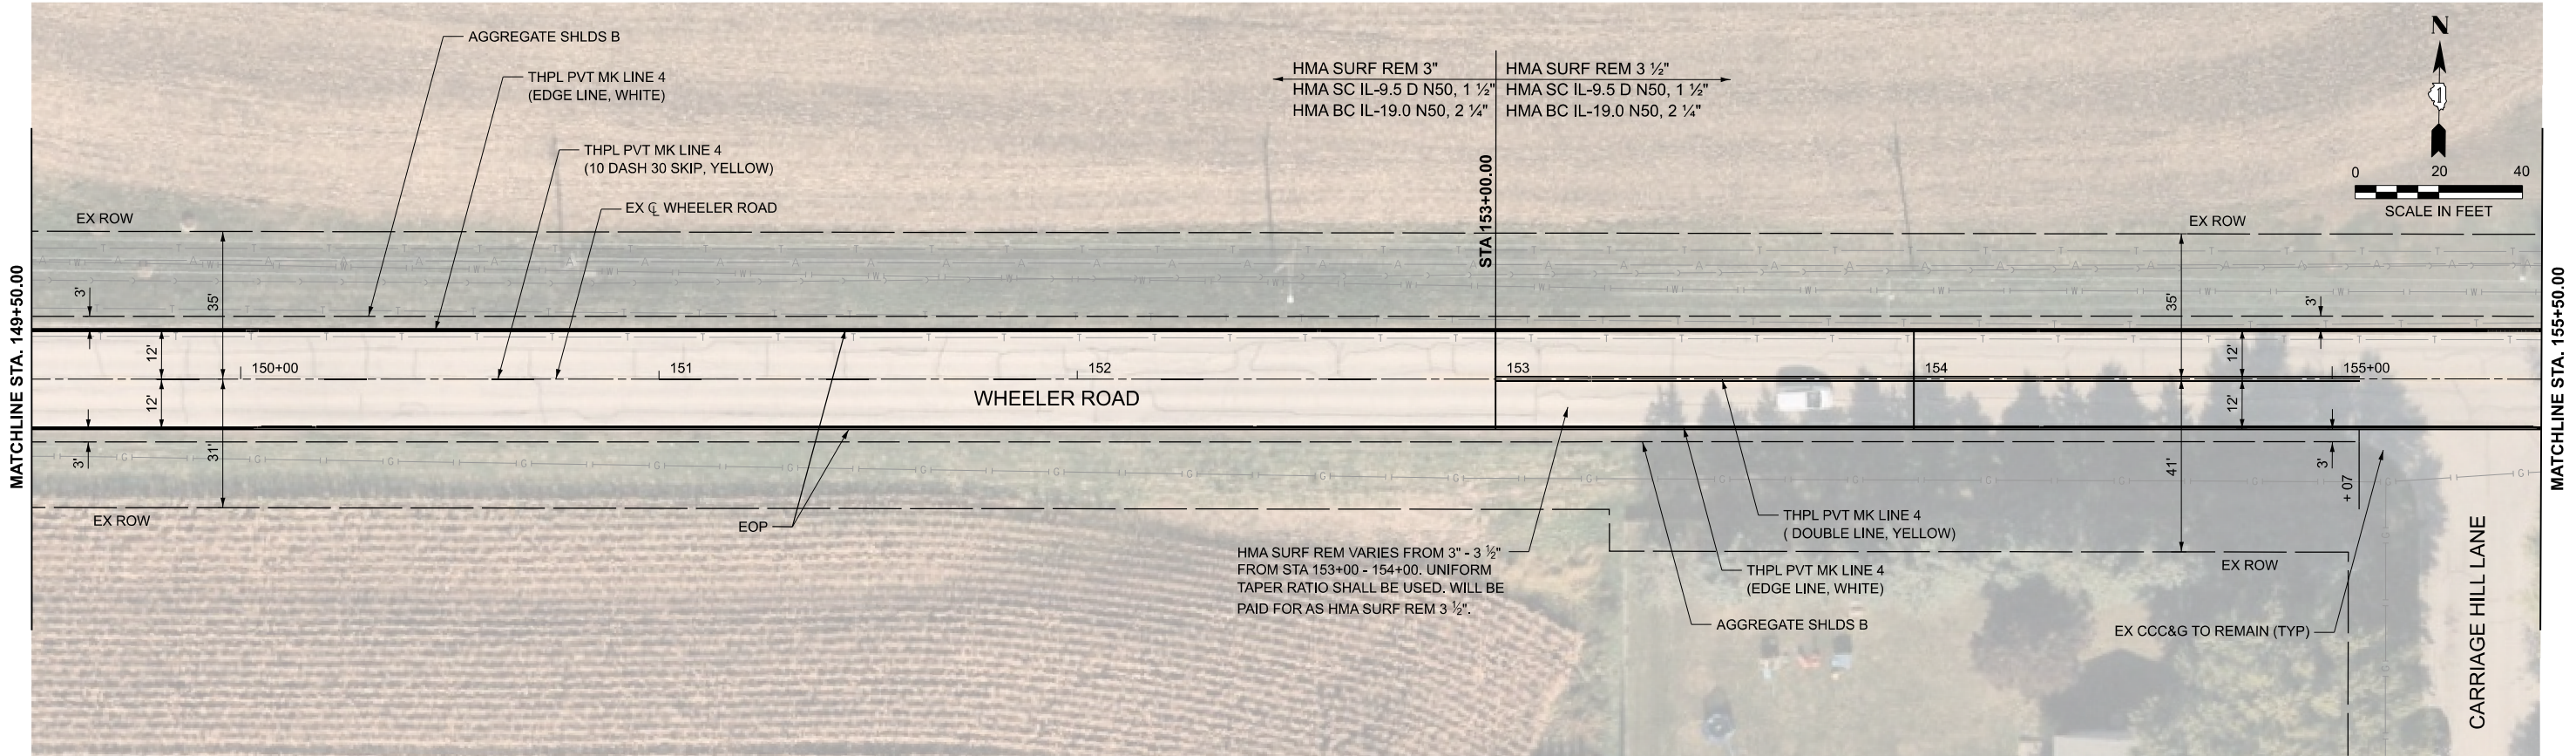 AGGREGATE SHLDS B
THPL PVT MK LINE 4
(EDGE LINE, WHITE)
THPL PVT MK LINE 4
(10 DASH 30 SKIP, YELLOW)
EX ℄ WHEELER ROAD
HMA SURF REM 3"
HMA SC IL-9.5 D N50, 1 ½"
HMA BC IL-19.0 N50, 2 ¼"
HMA SURF REM 3 ½"
HMA SC IL-9.5 D N50, 1 ½"
HMA BC IL-19.0 N50, 2 ¼"
STA 153+00.00
N
1
0 20 40
SCALE IN FEET
EX ROW
EX ROW
MATCHLINE STA. 149+50.00
MATCHLINE STA. 155+50.00
3'
35'
35'
3'
12'
12'
150+00
151
152
153
154
155+00
12'
12'
WHEELER ROAD
3'
31'
41'
3'
+ 07
EX ROW
EOP
HMA SURF REM VARIES FROM 3" - 3 ½"
FROM STA 153+00 - 154+00. UNIFORM
TAPER RATIO SHALL BE USED. WILL BE
PAID FOR AS HMA SURF REM 3 ½".
THPL PVT MK LINE 4
( DOUBLE LINE, YELLOW)
THPL PVT MK LINE 4
(EDGE LINE, WHITE)
AGGREGATE SHLDS B
EX ROW
EX CCC&G TO REMAIN (TYP)
CARRIAGE HILL LANE